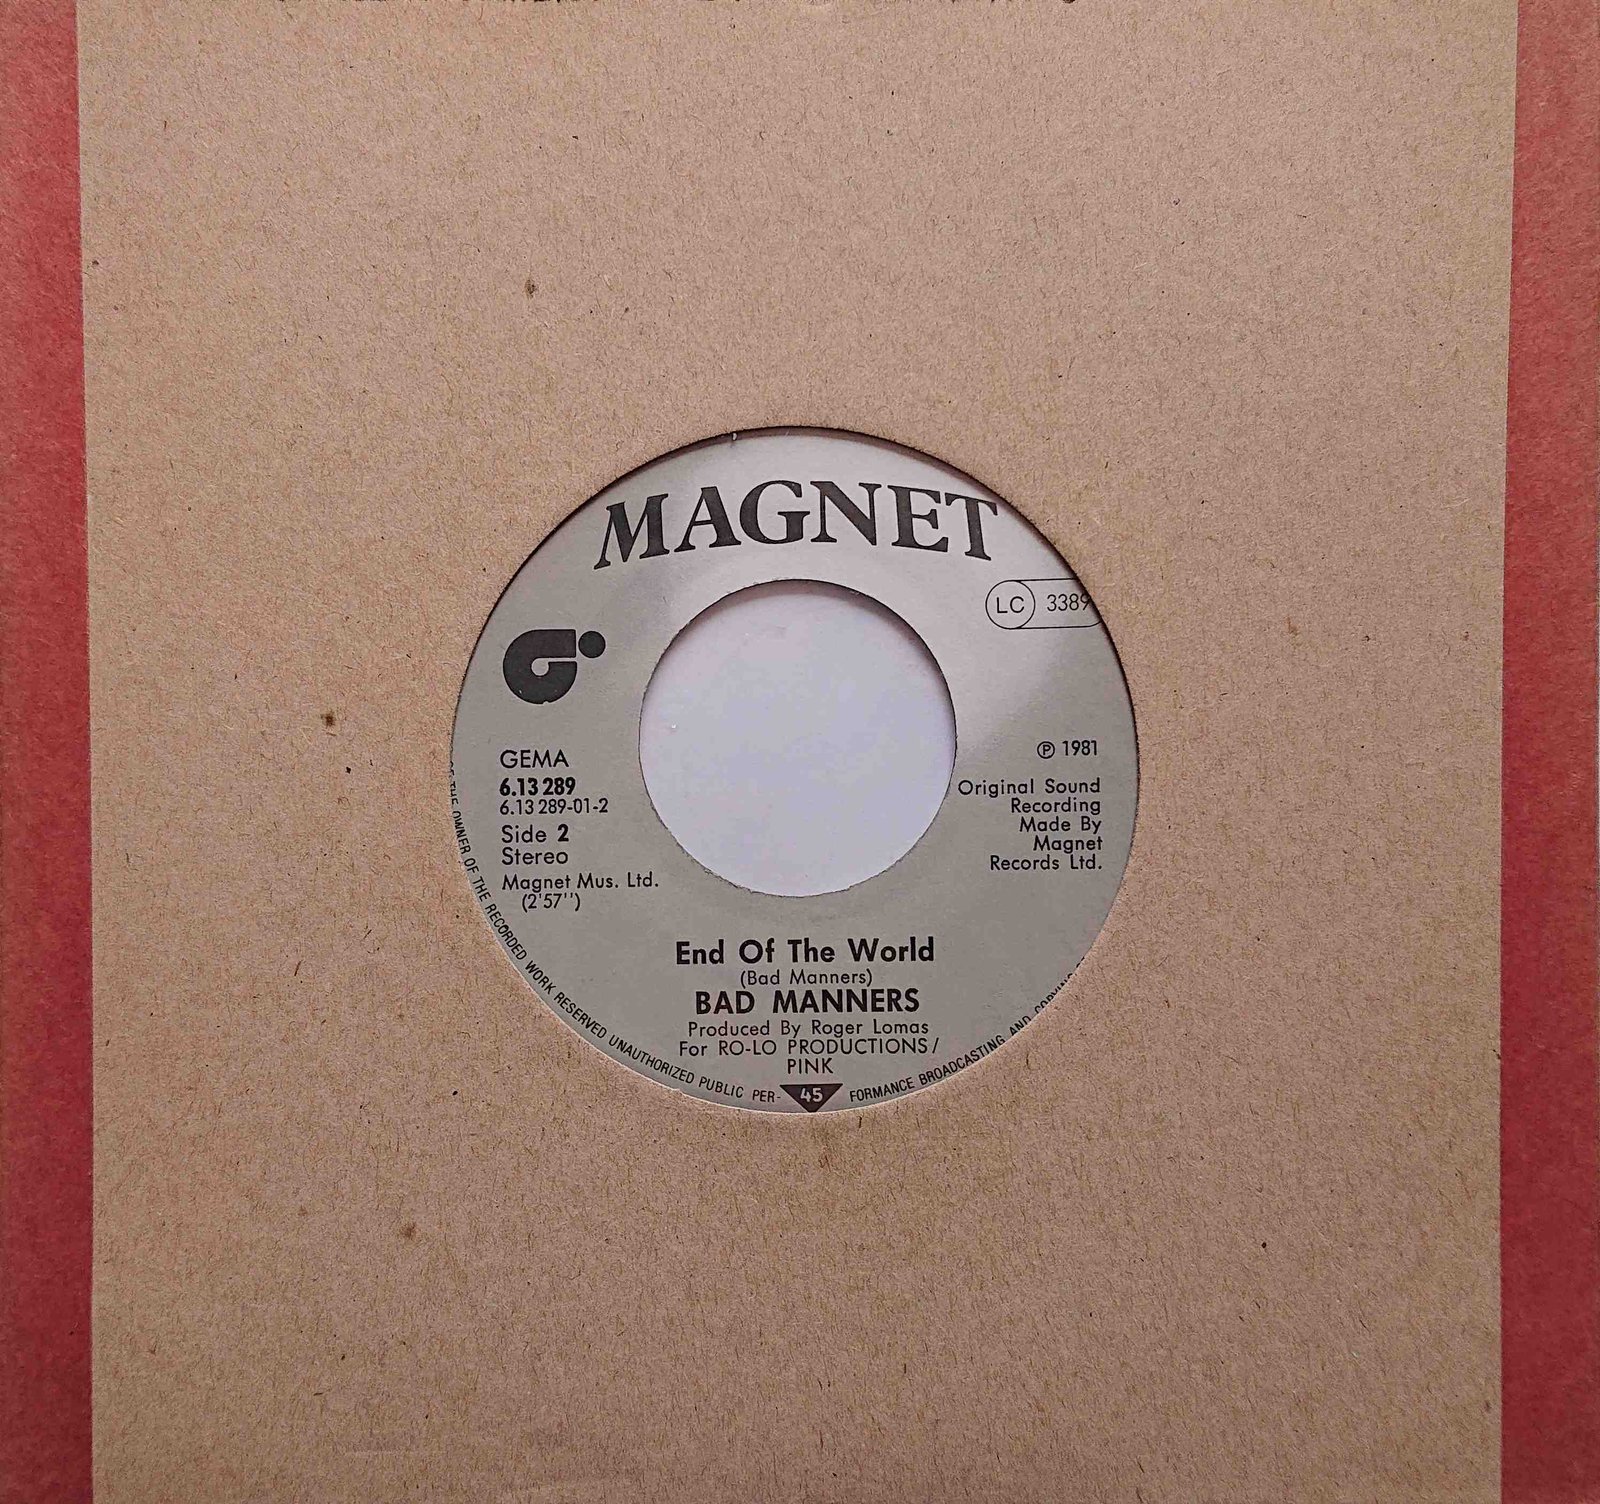 MAGNET
LC 3389
GEMA
6.13 289
6.13 289-01-2
Side 2
Stereo
Magnet Mus. Ltd.
(2'57'')
℗ 1981
Original Sound
Recording
Made By
Magnet
Records Ltd.
End Of The World
(Bad Manners)
BAD MANNERS
Produced By Roger Lomas
For RO-LO PRODUCTIONS/
PINK
THE OWNER OF THE RECORDED WORK RESERVED UNAUTHORIZED PUBLIC PER- 45 FORMANCE BROADCASTING AND